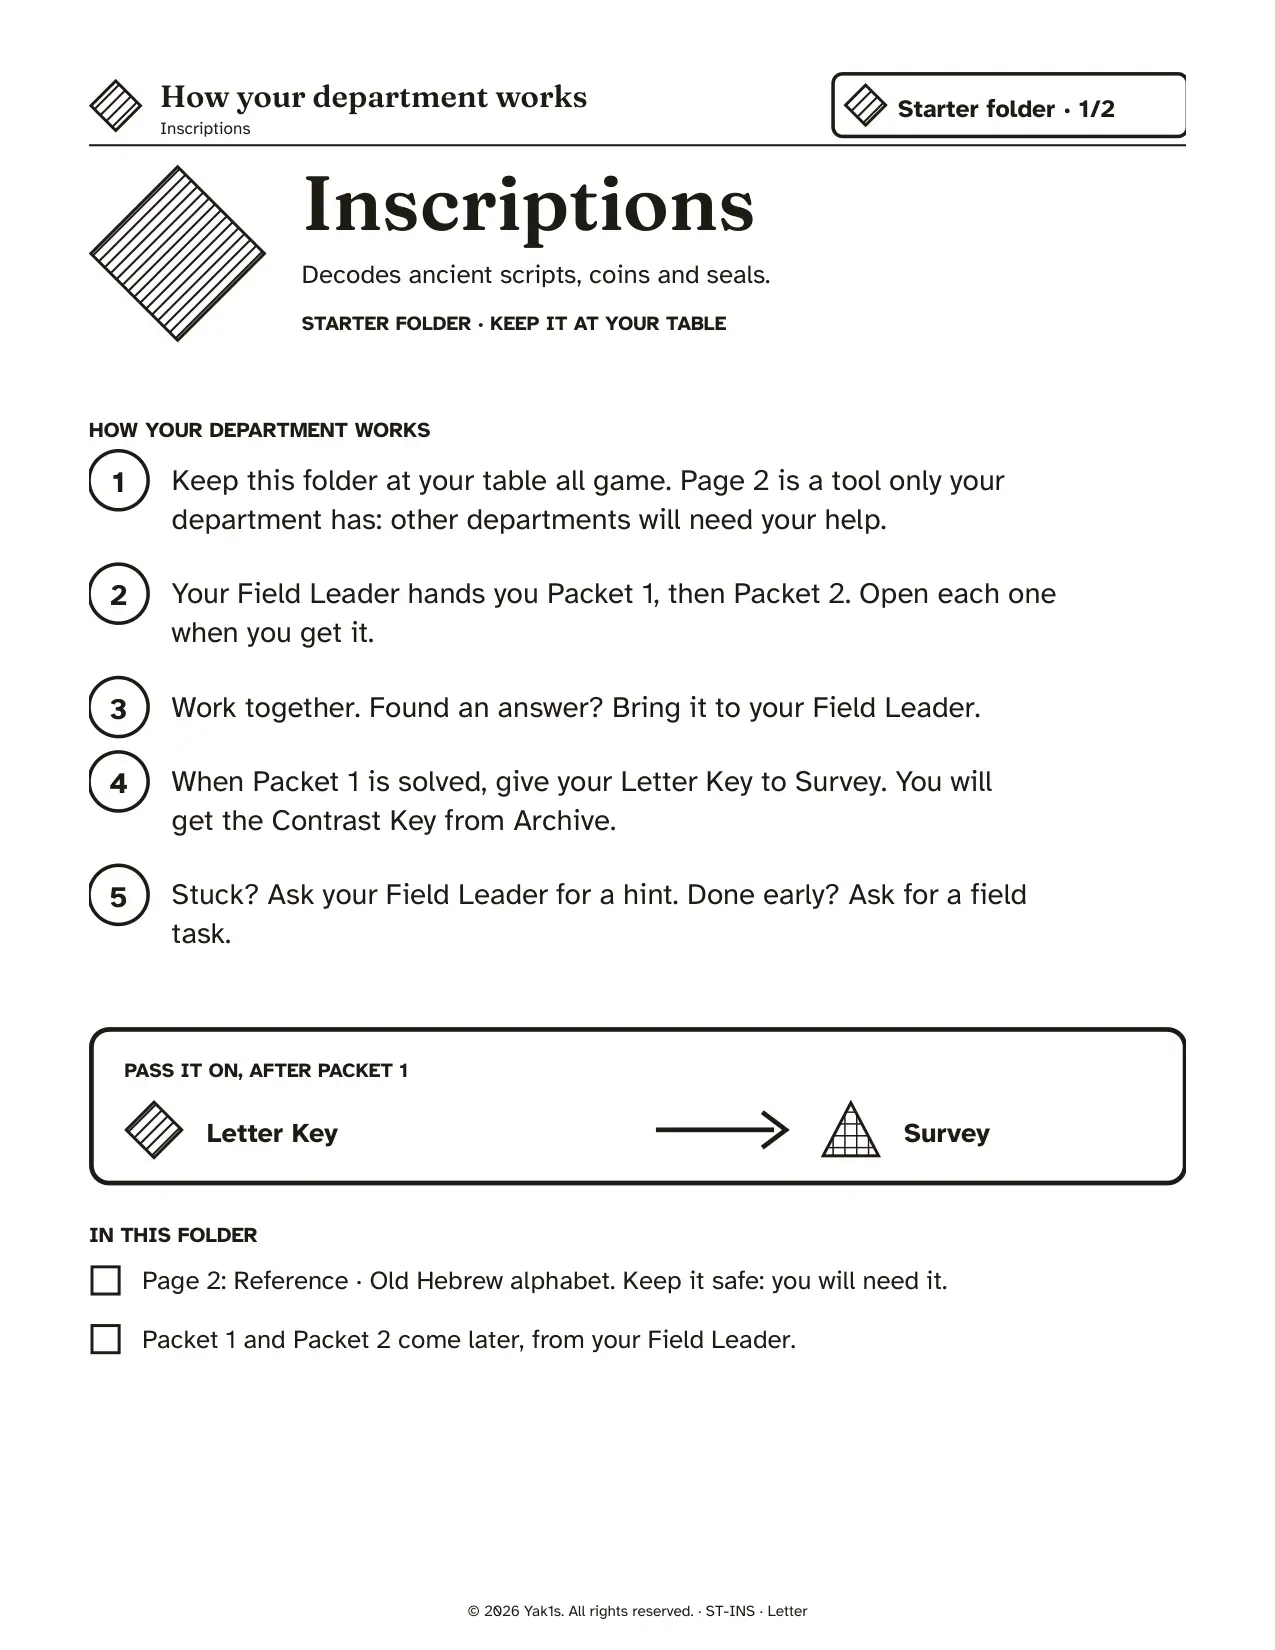 How your department works
Inscriptions
Starter folder · 1/2
Inscriptions
Decodes ancient scripts, coins and seals.
STARTER FOLDER · KEEP IT AT YOUR TABLE
HOW YOUR DEPARTMENT WORKS
1 Keep this folder at your table all game. Page 2 is a tool only your
department has: other departments will need your help.
2 Your Field Leader hands you Packet 1, then Packet 2. Open each one
when you get it.
3 Work together. Found an answer? Bring it to your Field Leader.
4 When Packet 1 is solved, give your Letter Key to Survey. You will
get the Contrast Key from Archive.
5 Stuck? Ask your Field Leader for a hint. Done early? Ask for a field
task.
PASS IT ON, AFTER PACKET 1
Letter Key Survey
IN THIS FOLDER
Page 2: Reference · Old Hebrew alphabet. Keep it safe: you will need it.
Packet 1 and Packet 2 come later, from your Field Leader.
© 2026 Yak1s. All rights reserved. · ST-INS · Letter